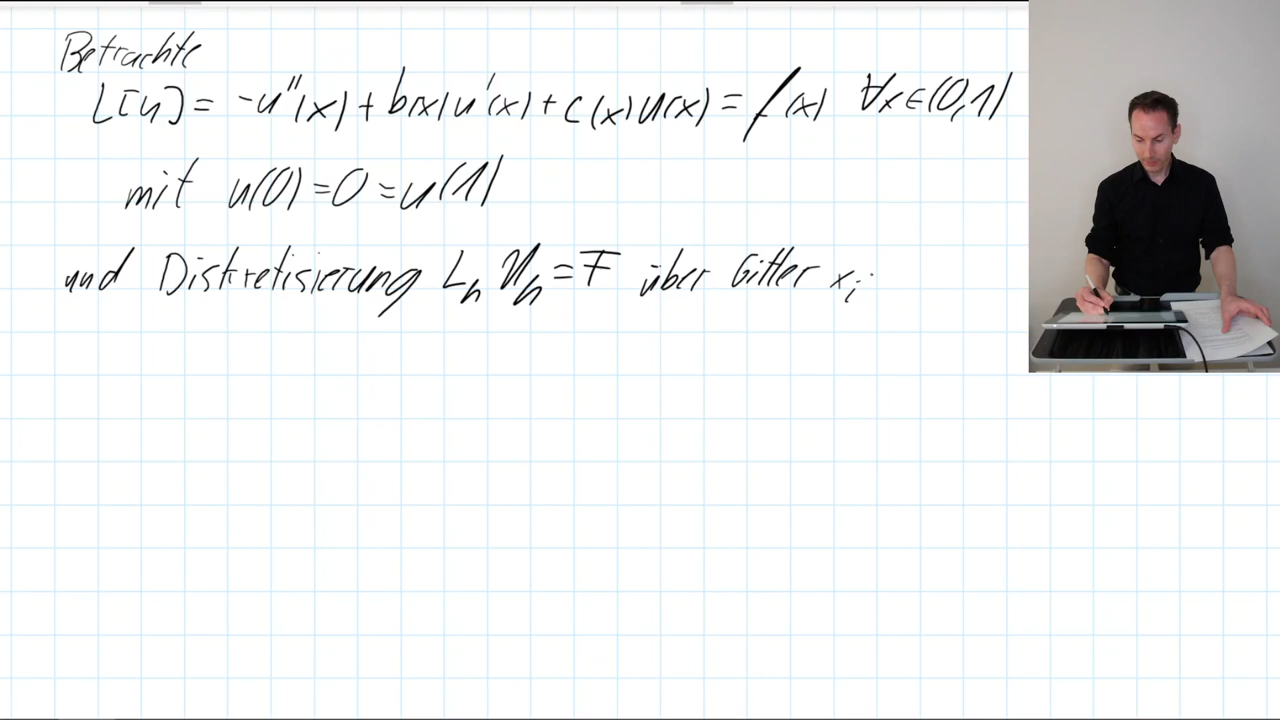 Betrachte
L[u] = -u''(x) + b(x)u'(x) + c(x)u(x) = f(x) ∀x∈(0,1)
mit u(0)=0=u(1)
und Diskretisierung L_h U_h = F über Gitter x_i